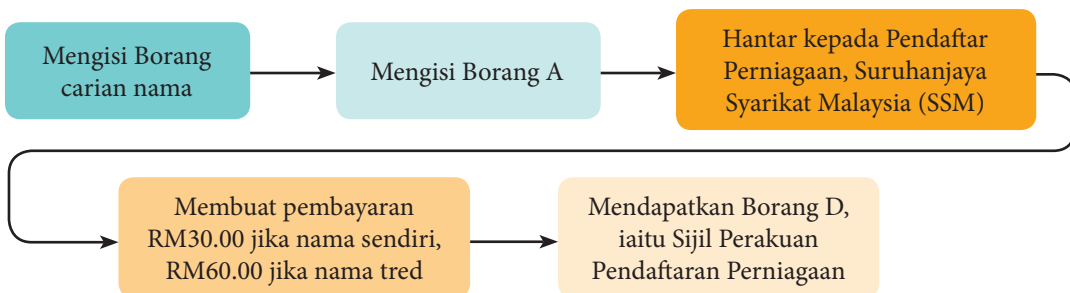 Mengisi Borang
carian nama
Mengisi Borang A
Hantar kepada Pendaftar
Perniagaan, Suruhanjaya
Syarikat Malaysia (SSM)
Membuat pembayaran
RM30.00 jika nama sendiri,
RM60.00 jika nama tred
Mendapatkan Borang D,
iaitu Sijil Perakuan
Pendaftaran Perniagaan